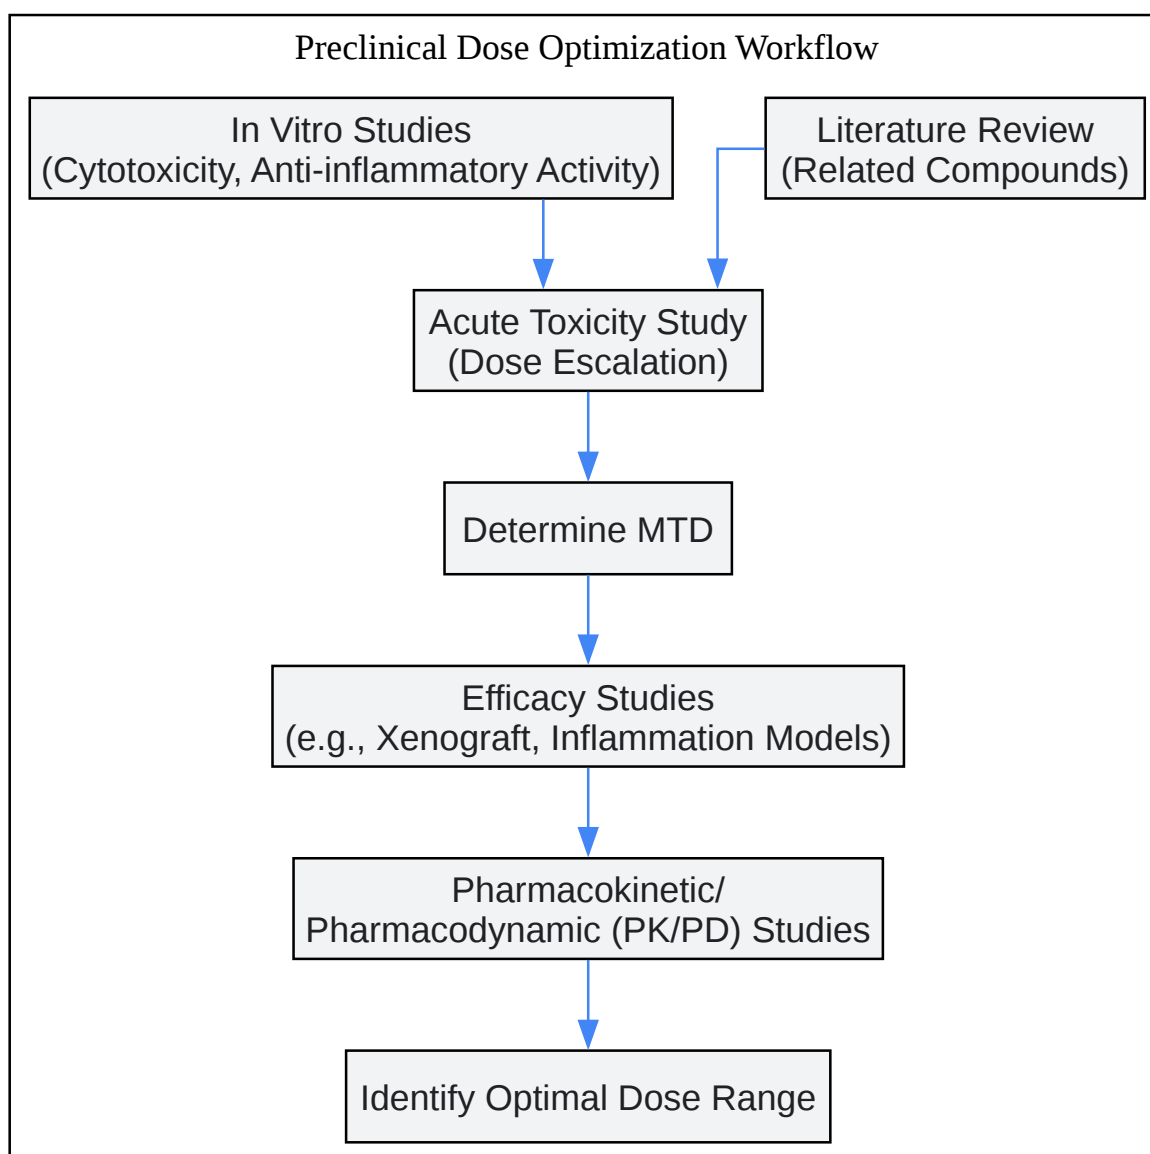 Preclinical Dose Optimization Workflow
In Vitro Studies
(Cytotoxicity, Anti-inflammatory Activity)
Literature Review
(Related Compounds)
Acute Toxicity Study
(Dose Escalation)
Determine MTD
Efficacy Studies
(e.g., Xenograft, Inflammation Models)
Pharmacokinetic/
Pharmacodynamic (PK/PD) Studies
Identify Optimal Dose Range